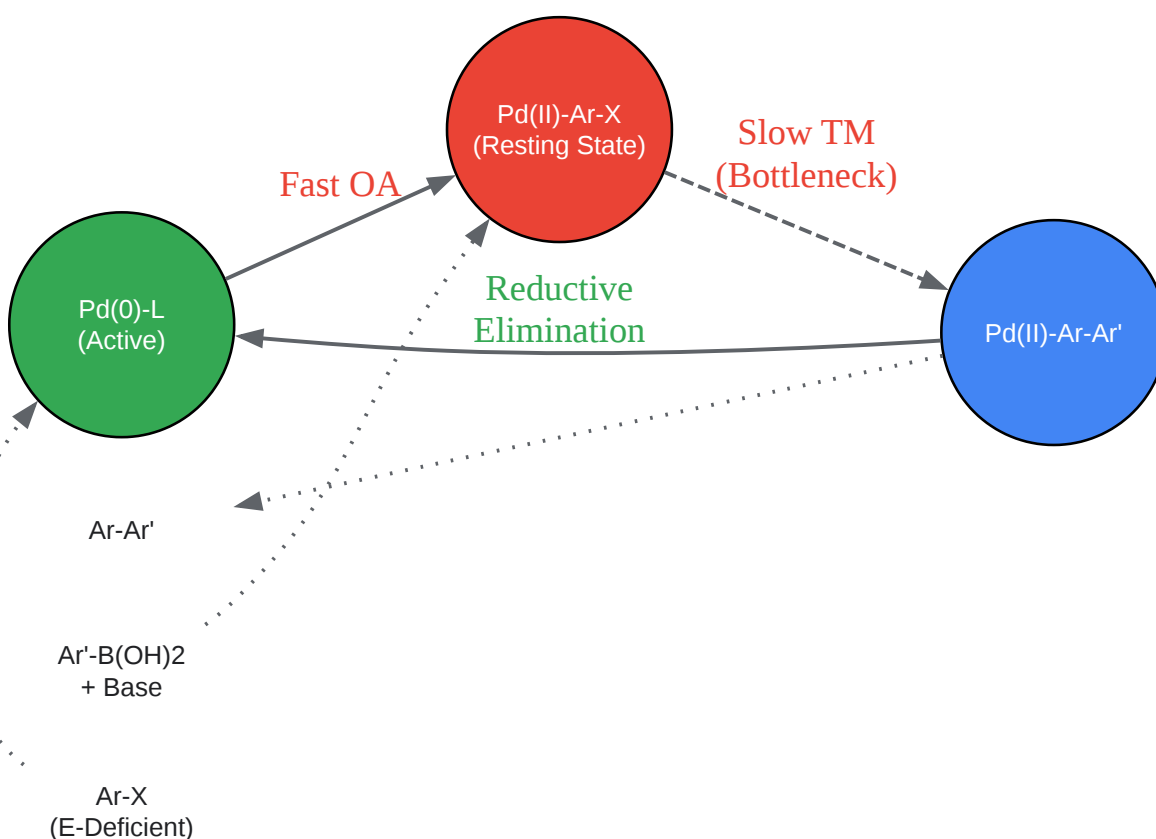 Pd(II)-Ar-X
(Resting State)
Slow TM
(Bottleneck)
Fast OA
Pd(0)-L
(Active)
Reductive
Elimination
Pd(II)-Ar-Ar'
Ar-Ar'
Ar'-B(OH)2
+ Base
Ar-X
(E-Deficient)